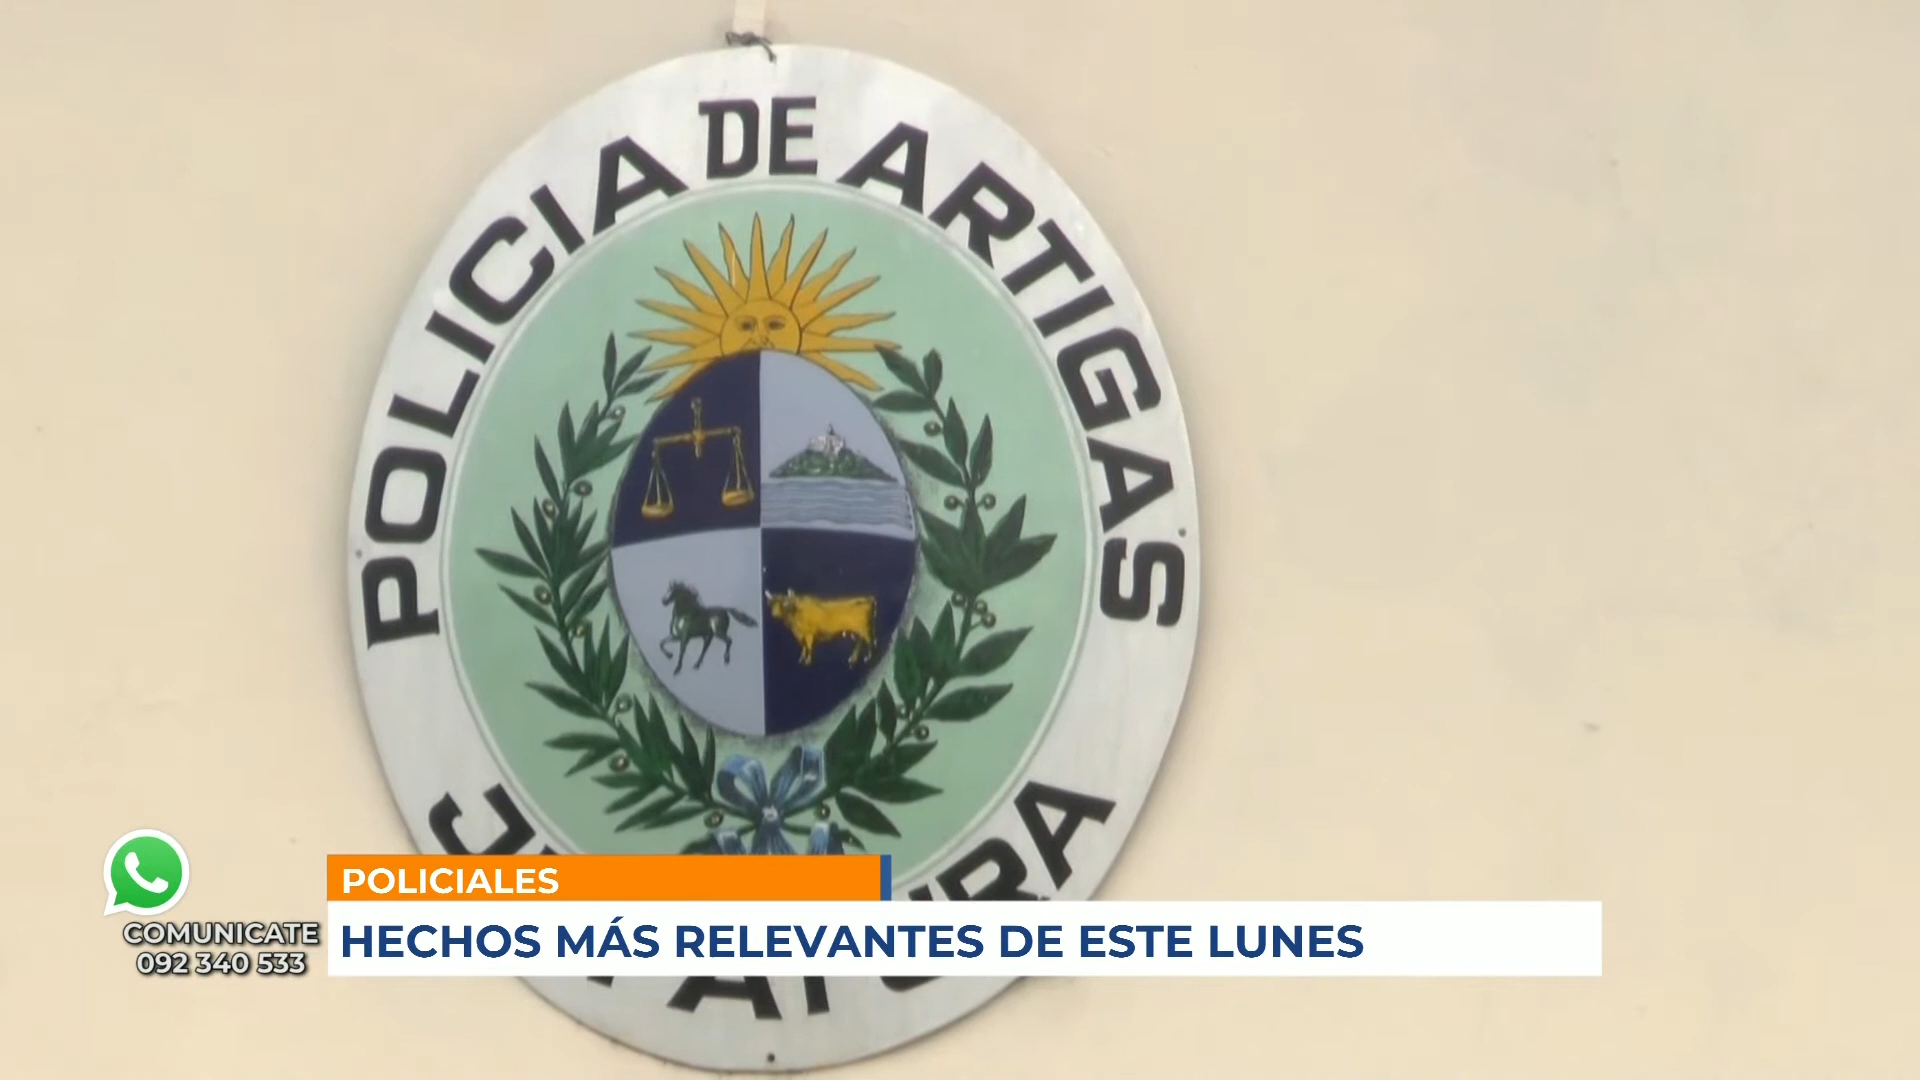 POLICIA DE ARTIGAS
POLICIALES
HECHOS MÁS RELEVANTES DE ESTE LUNES
COMUNICATE
092 340 533